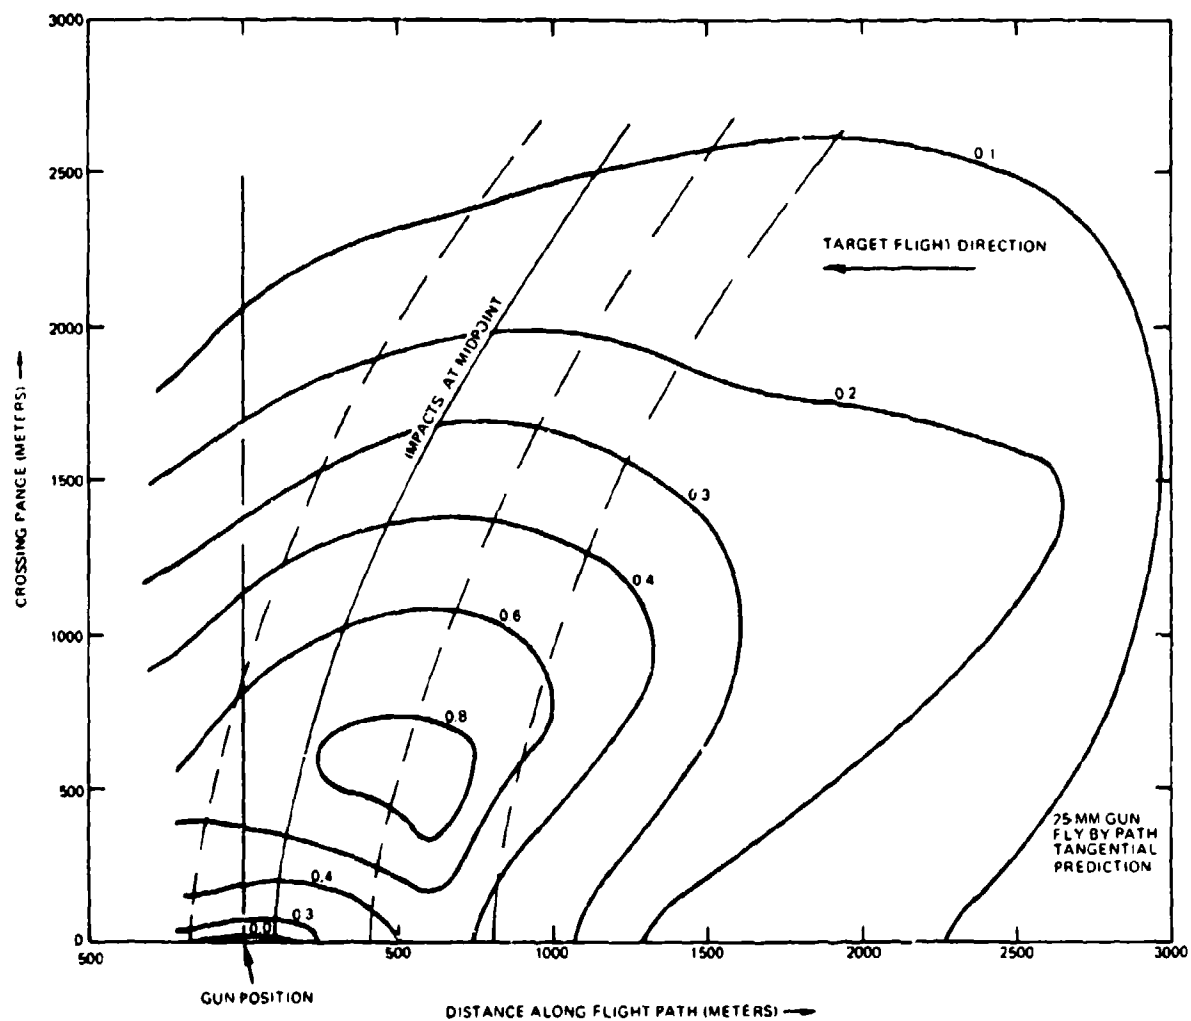 3000
2500
2000
1500
1000
500
0
CROSSING RANGE (METERS)
0 1
TARGET FLIGHT DIRECTION
IMPACTS AT MIDPOINT
0 2
0 3
0 4
0 6
0.8
0.4
0.3
0.0
25 MM GUN
FLY BY PATH
TANGENTIAL
PREDICTION
500
500
1000
1500
2000
2500
3000
GUN POSITION
DISTANCE ALONG FLIGHT PATH (METERS)